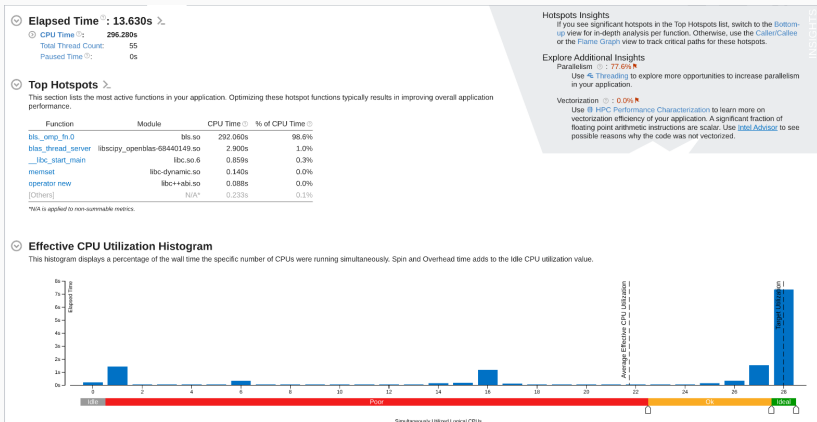 Elapsed Time: 13.630s
CPU Time: 296.280s
Total Thread Count: 55
Paused Time: 0s
Top Hotspots
This section lists the most active functions in your application. Optimizing these hotspot functions typically results in improving overall application
performance.
Function Module CPU Time % of CPU Time
bls._omp_fn.0 bls.so 292.060s 98.6%
blas_thread_server libscipy_openblas-68440149.so 2.900s 1.0%
__libc_start_main libc.so.6 0.859s 0.3%
memset libc-dynamic.so 0.140s 0.0%
operator new libc++abi.so 0.088s 0.0%
[Others] N/A* 0.233s 0.1%
*N/A is applied to non-summable metrics.
Hotspots Insights
If you see significant hotspots in the Top Hotspots list, switch to the Bottom-
up view for in-depth analysis per function. Otherwise, use the Caller/Callee
or the Flame Graph view to track critical paths for these hotspots.
Explore Additional Insights
Parallelism : 77.6%
Use Threading to explore more opportunities to increase parallelism
in your application.
Vectorization : 0.0%
Use HPC Performance Characterization to learn more on
vectorization efficiency of your application. A significant fraction of
floating point arithmetic instructions are scalar. Use Intel Advisor to see
possible reasons why the code was not vectorized.
INSIGHTS
Effective CPU Utilization Histogram
This histogram displays a percentage of the wall time the specific number of CPUs were running simultaneously. Spin and Overhead time adds to the Idle CPU utilization value.
Elapsed Time
8s
7s
6s
5s
4s
3s
2s
1s
0s
Average Effective CPU Utilization
Target Utilization
0 2 4 6 8 10 12 14 16 18 20 22 24 26 28
Idle Poor Ok Ideal
Simultaneously Utilized Logical CPUs